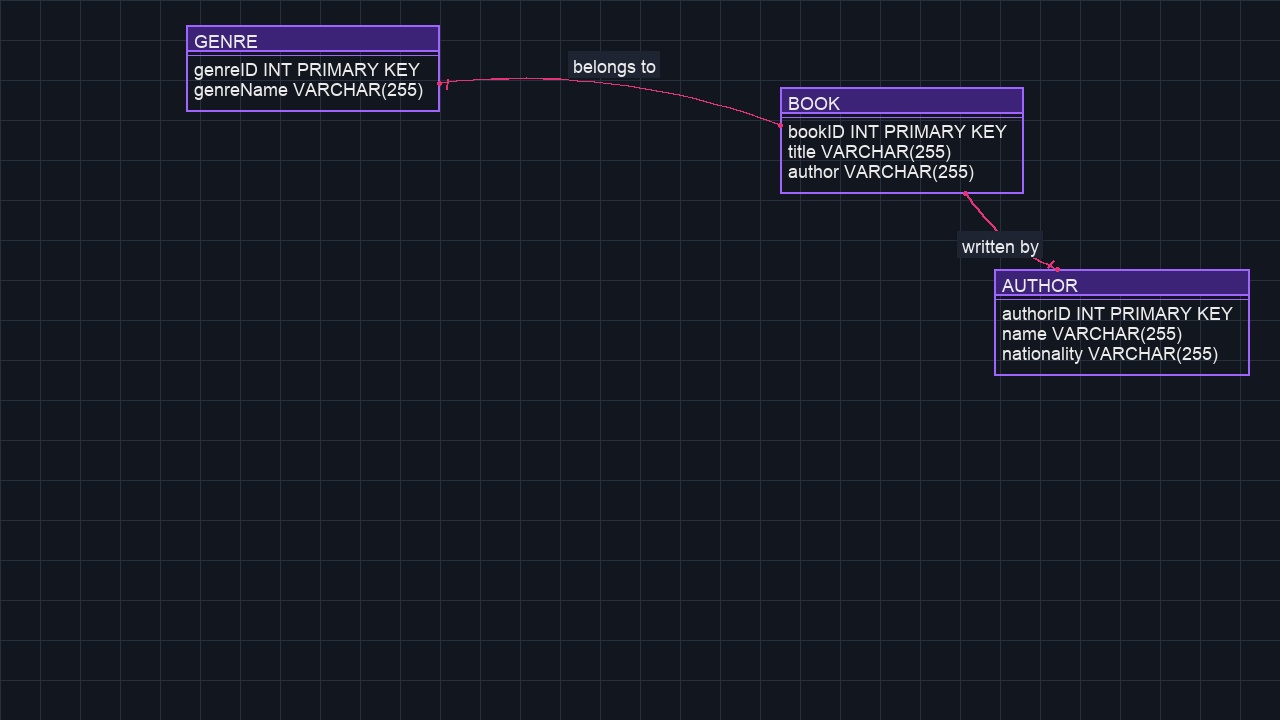 GENRE
genreID INT PRIMARY KEY
genreName VARCHAR(255)
belongs to
BOOK
bookID INT PRIMARY KEY
title VARCHAR(255)
author VARCHAR(255)
written by
AUTHOR
authorID INT PRIMARY KEY
name VARCHAR(255)
nationality VARCHAR(255)